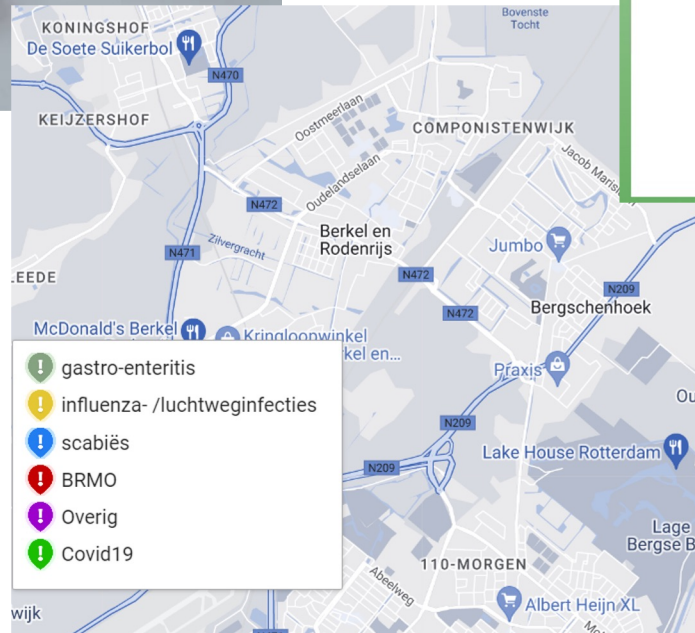 Bovenste
Tocht
KONINGSHOF
De Soete Suikerbol
N470
KEIJZERSHOF
Oostmeerlaan
COMPONISTENWIJK
Oudelandselaan
Jacob Maris
N472
Berkel en
Rodenrijs
Zilvergracht
N471
Jumbo
LEEDE
N472
N209
N472
Bergschenhoek
McDonald's Berkel
Kringloopwinkel
kel en...
Praxis
gastro-enteritis
influenza- /luchtweginfecties
scabiës
BRMO
Overig
Covid19
N209
N209
Lake House Rotterdam
Lage
Bergse B
110-MORGEN
Abeelweg
Albert Heijn XL
wijk